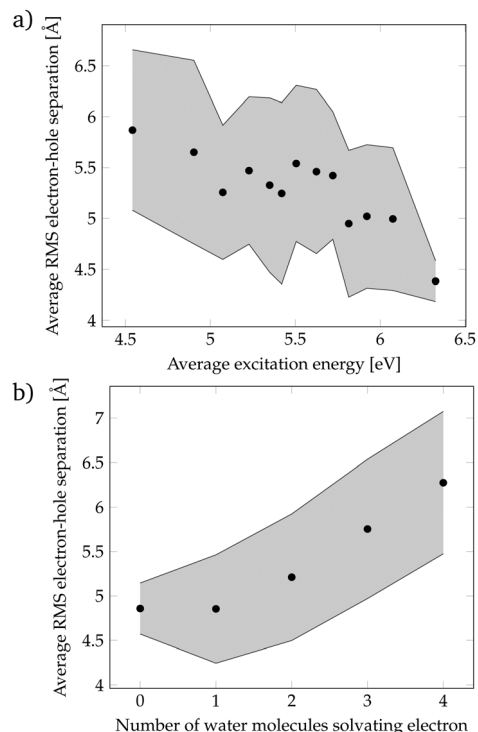 a)
Average RMS electron-hole separation [Å]
6.5
6
5.5
5
4.5
4
4.5 5 5.5 6 6.5
Average excitation energy [eV]
b)
Average RMS electron-hole separation [Å]
7
6.5
6
5.5
5
4.5
4
0 1 2 3 4
Number of water molecules solvating electron